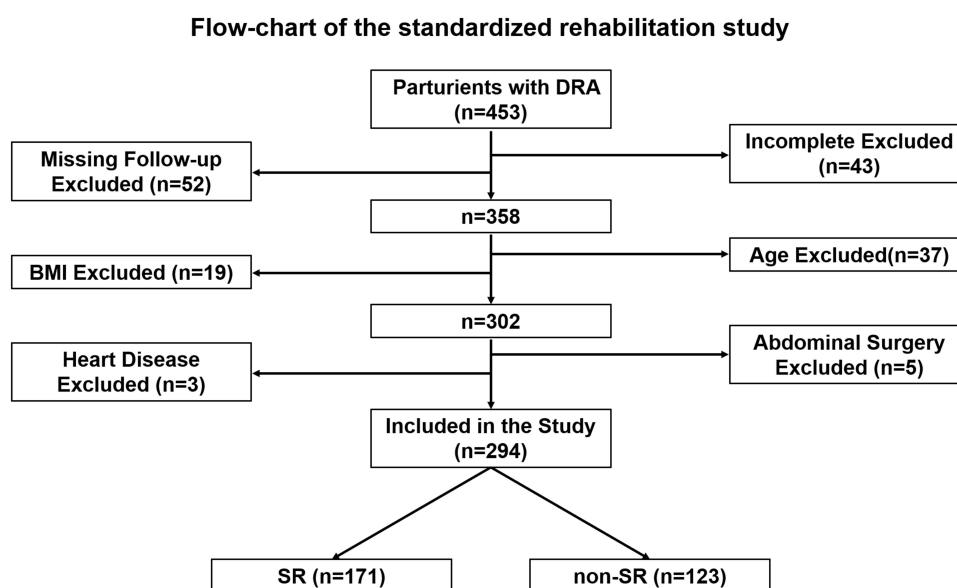 Flow-chart of the standardized rehabilitation study
Parturients with DRA
(n=453)
Incomplete Excluded
(n=43)
Missing Follow-up
Excluded (n=52)
n=358
Age Excluded(n=37)
BMI Excluded (n=19)
n=302
Abdominal Surgery
Excluded (n=5)
Heart Disease
Excluded (n=3)
Included in the Study
(n=294)
SR (n=171)
non-SR (n=123)